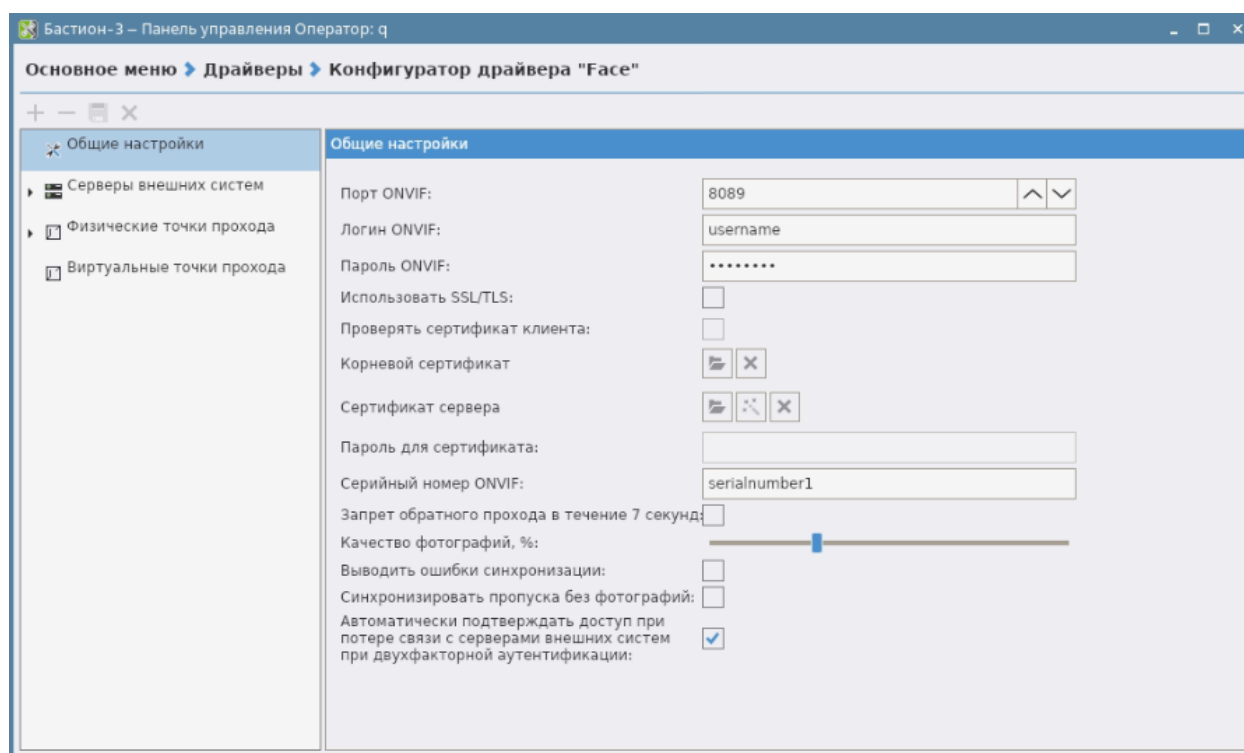 Бастион-3 – Панель управления Оператор: q
Основное меню Драйверы Конфигуратор драйвера "Face"
Общие настройки
Серверы внешних систем
Физические точки прохода
Виртуальные точки прохода
Общие настройки
Порт ONVIF: 8089
Логин ONVIF: username
Пароль ONVIF: ••••••••
Использовать SSL/TLS:
Проверять сертификат клиента:
Корневой сертификат
Сертификат сервера
Пароль для сертификата:
Серийный номер ONVIF: serialnumber1
Запрет обратного прохода в течение 7 секунд:
Качество фотографий, %:
Выводить ошибки синхронизации:
Синхронизировать пропуска без фотографий:
Автоматически подтверждать доступ при
потере связи с серверами внешних систем
при двухфакторной аутентификации: